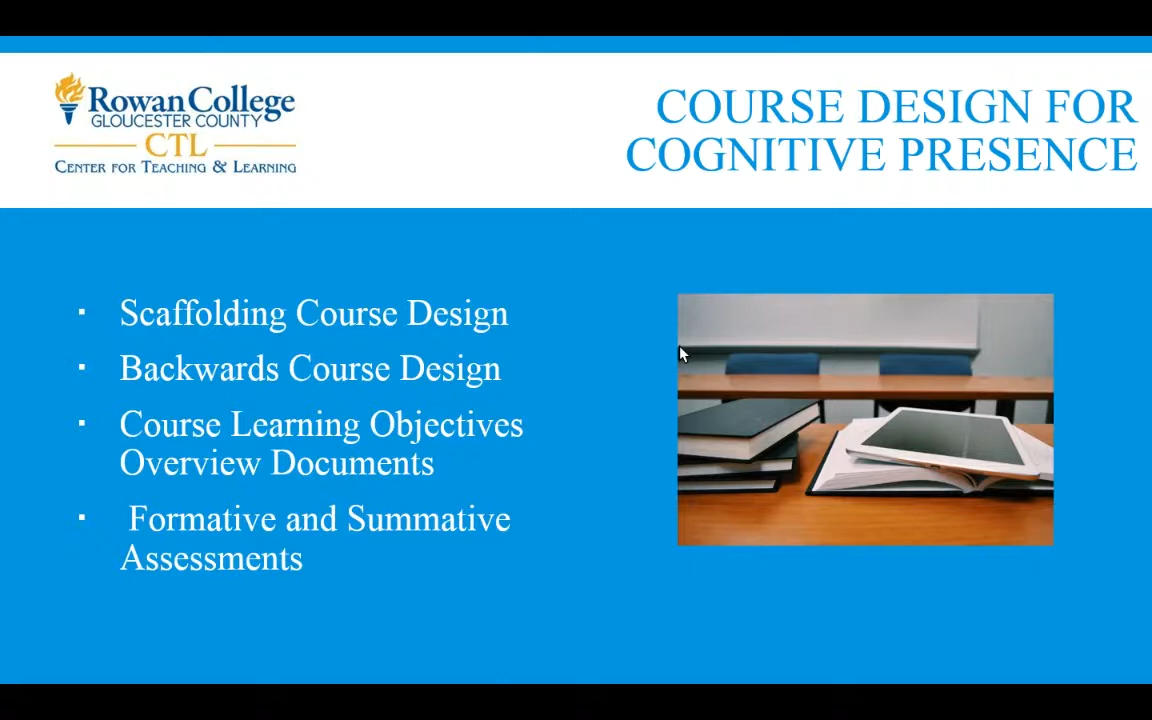 Rowan College
GLOUCESTER COUNTY
CTL
CENTER FOR TEACHING & LEARNING
COURSE DESIGN FOR
COGNITIVE PRESENCE
▪ Scaffolding Course Design
▪ Backwards Course Design
▪ Course Learning Objectives
Overview Documents
▪ Formative and Summative
Assessments